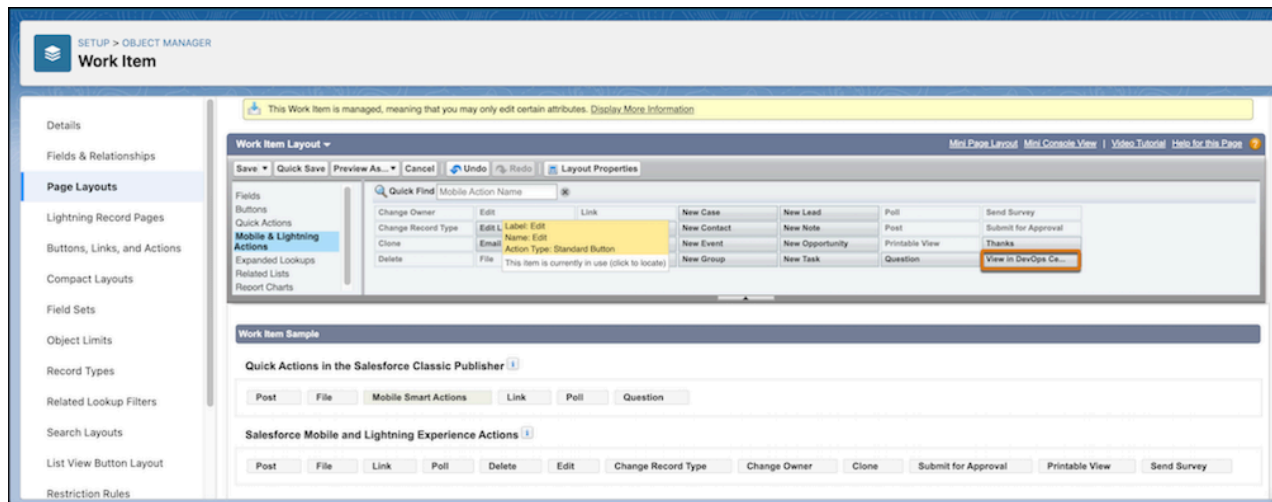 SETUP > OBJECT MANAGER
Work Item
Details
Fields & Relationships
Page Layouts
Lightning Record Pages
Buttons, Links, and Actions
Compact Layouts
Field Sets
Object Limits
Record Types
Related Lookup Filters
Search Layouts
List View Button Layout
Restriction Rules
This Work Item is managed, meaning that you may only edit certain attributes. Display More Information
Work Item Layout
Mini Page Layout Mini Console View | Video Tutorial Help for this Page
Save Quick Save Preview As... Cancel Undo Redo Layout Properties
Fields
Buttons
Quick Actions
Mobile & Lightning
Actions
Expanded Lookups
Related Lists
Report Charts
Quick Find Mobile Action Name
Change Owner Edit Link New Case New Lead Poll Send Survey
Change Record Type Edit L New Contact New Note Post Submit for Approval
Clone Email New Event New Opportunity Printable View Thanks
Delete File New Group New Task Question View in DevOps Ce...
Label: Edit
Name: Edit
Action Type: Standard Button
This item is currently in use (click to locate)
Work Item Sample
Quick Actions in the Salesforce Classic Publisher
Post File Mobile Smart Actions Link Poll Question
Salesforce Mobile and Lightning Experience Actions
Post File Link Poll Delete Edit Change Record Type Change Owner Clone Submit for Approval Printable View Send Survey